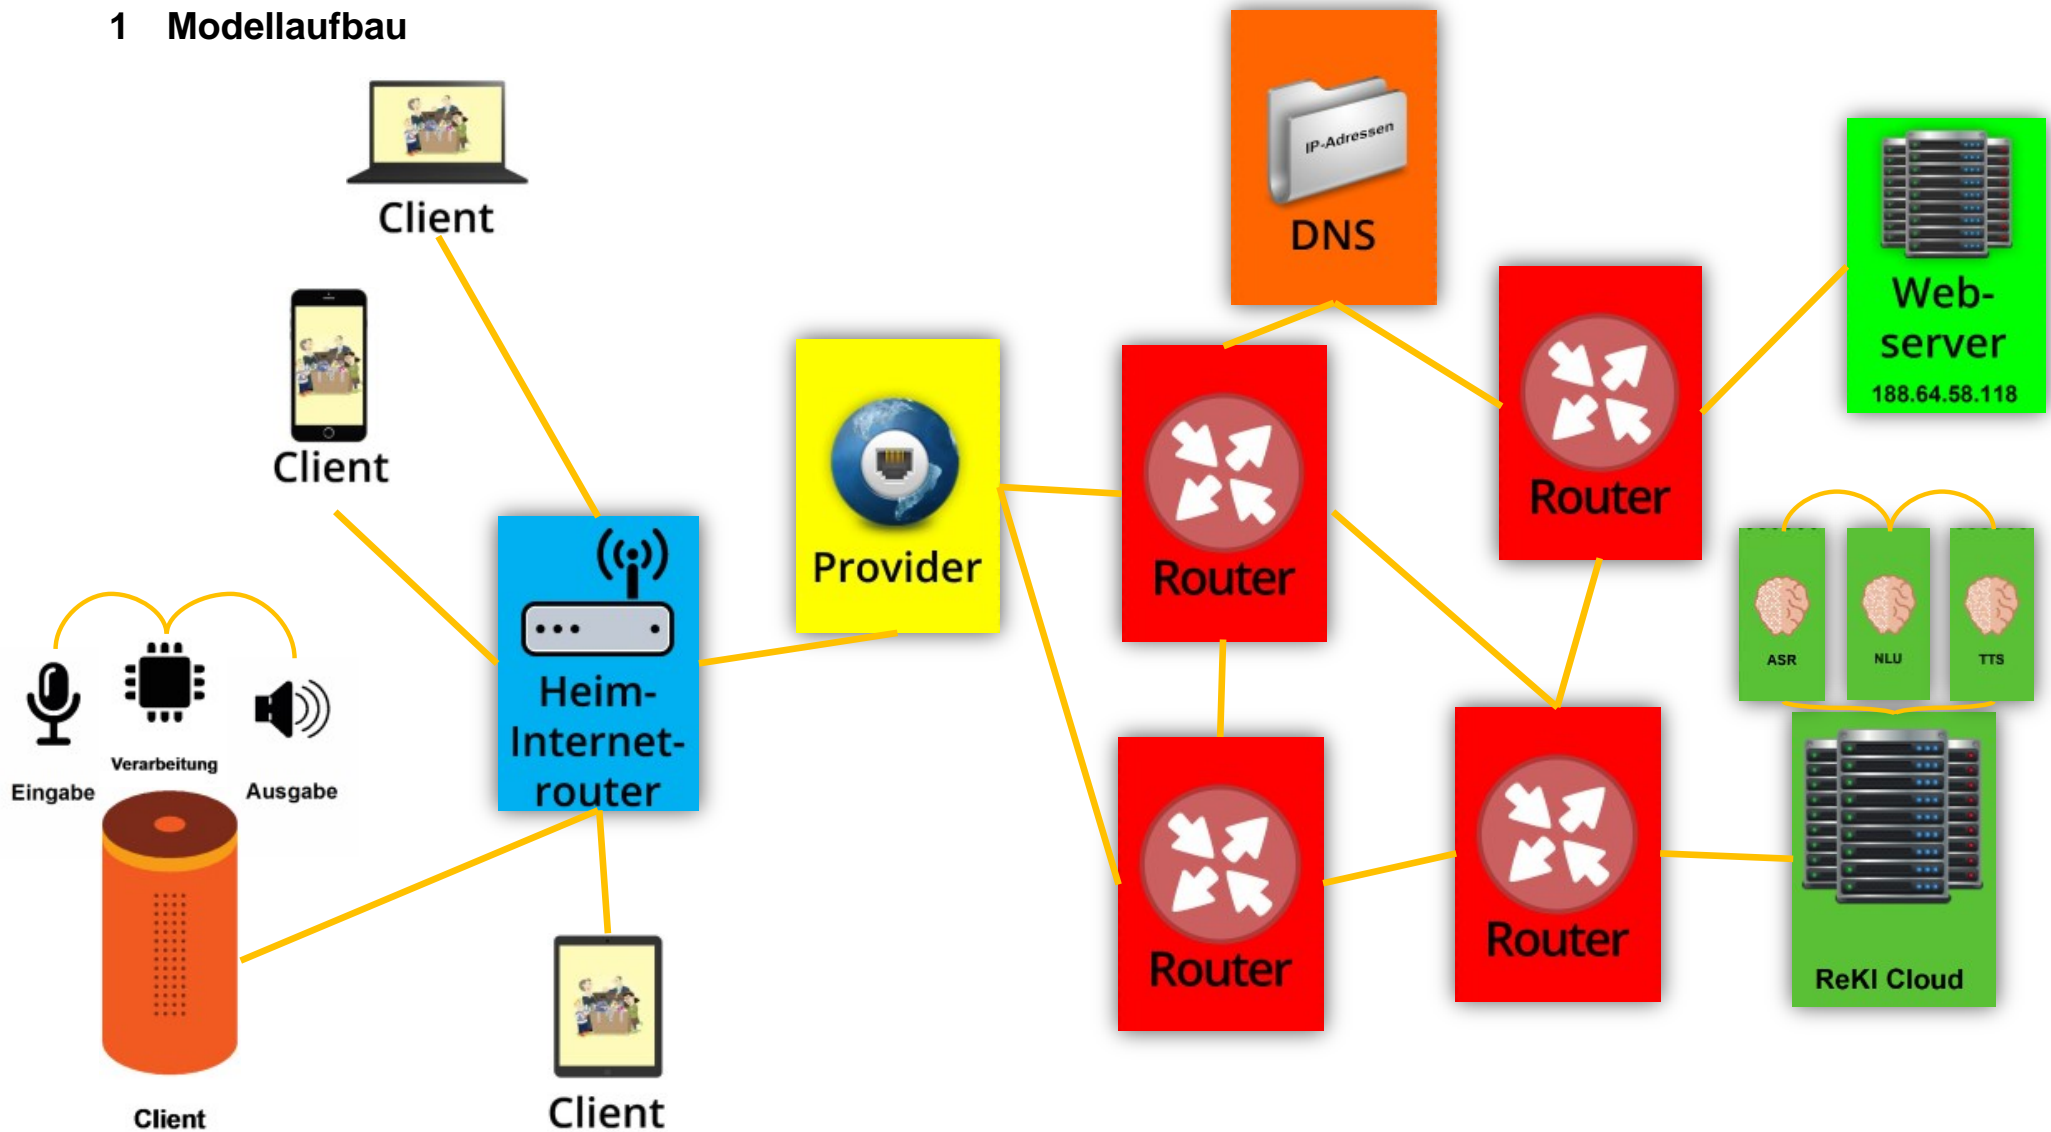 1 Modellaufbau
Client
Client
Eingabe
Verarbeitung
Ausgabe
Client
Client
Heim-
Internet-
router
Provider
Router
Router
IP-Adressen
DNS
Router
Router
Web-
server
188.64.58.118
ASR
NLU
TTS
ReKI Cloud